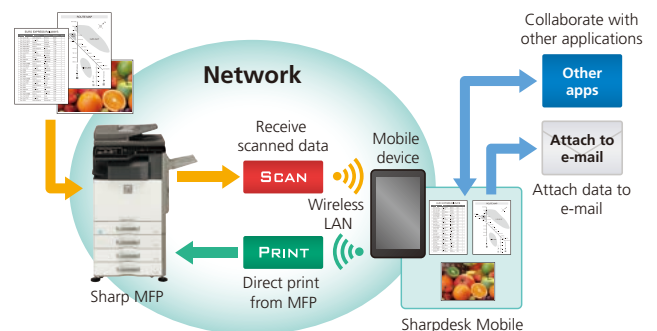 Collaborate with
other applications
Network
Other
apps
Receive
scanned data
Mobile
device
SCAN
Attach to
e-mail
Wireless
LAN
Attach data to
e-mail
PRINT
Sharp MFP
Direct print
from MFP
Sharpdesk Mobile